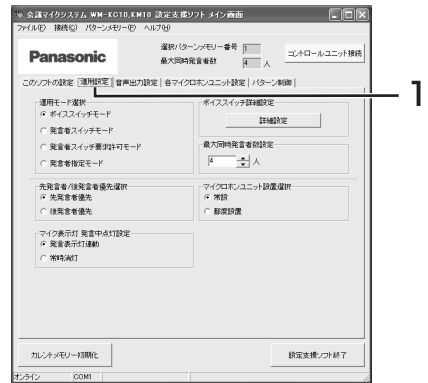 会議マイクシステム WM-KC10,KM10 設定支援ソフト メイン画面
ファイル(F) 接続(C) パターンメモリー(P) ヘルプ(H)
Panasonic
選択パターンメモリー番号 1
最大同時発言者数 4 人
コントロールユニット接続
このソフトの設定 運用設定 音声出力設定 各マイクロホンユニット設定 パターン制御
1
運用モード選択
ボイススイッチモード
発言者スイッチモード
発言者スイッチ要求許可モード
発言者指定モード
ボイススイッチ詳細設定
詳細設定
最大同時発言者数設定
4 人
先発言者/後発言者優先選択
先発言者優先
後発言者優先
マイクロホンユニット設置選択
常設
都度設置
マイク表示灯 発言中点灯設定
発言表示灯連動
常時消灯
カレントメモリー初期化
設定支援ソフト終了
オンライン COM1